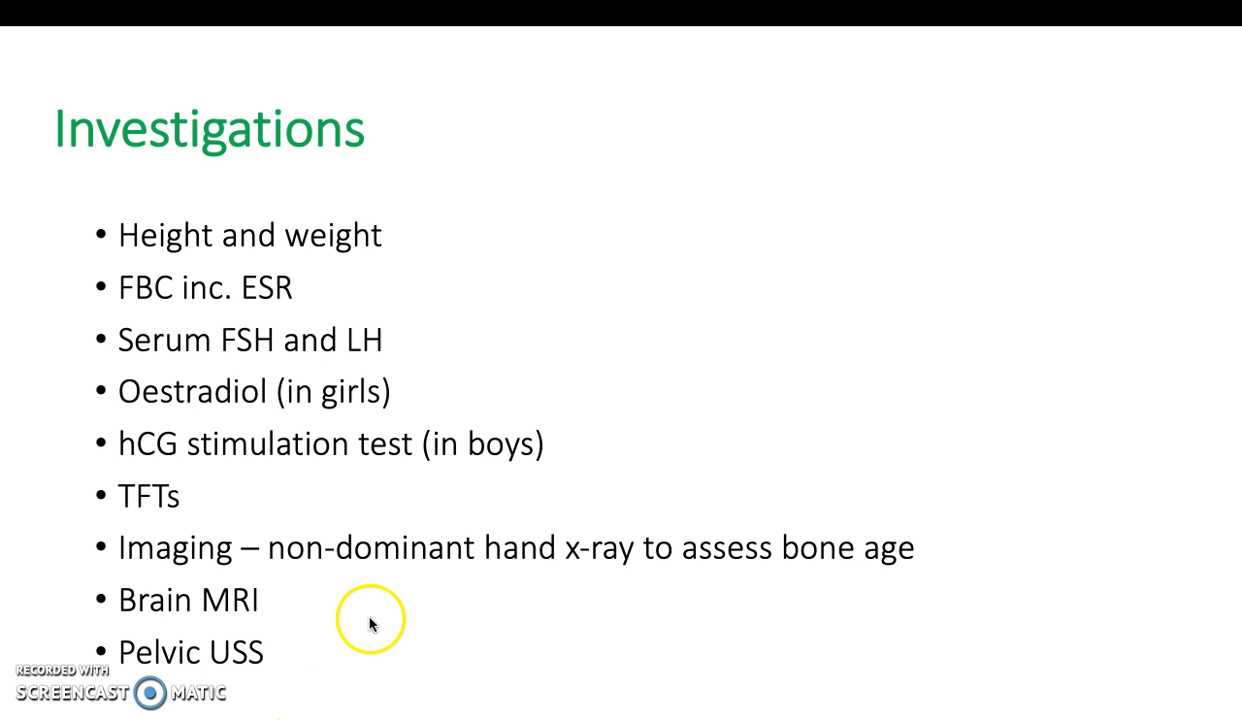 Investigations
• Height and weight
• FBC inc. ESR
• Serum FSH and LH
• Oestradiol (in girls)
• hCG stimulation test (in boys)
• TFTs
• Imaging – non-dominant hand x-ray to assess bone age
• Brain MRI
• Pelvic USS
RECORDED WITH
SCREENCAST MATIC